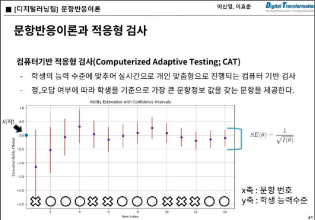 ■ [디지털러닝팀] 문항반응이론
이신영, 이효준
Digital Transformation
문항반응이론과 적응형 검사
컴퓨터기반 적응형 검사(Computerized Adaptive Testing; CAT)
- 학생의 능력 수준에 맞추어 실시간으로 개인 맞춤형으로 진행되는 컴퓨터 기반 검사
- 정,오답 여부에 따라 학생을 기준으로 가장 큰 문항정보 값을 갖는 문항을 제공한다.
Ability Estimation with Confidence Intervals
시작!
SE(θ) = 1 / √I(θ)
x축 : 문항 번호
y축 : 학생 능력수준